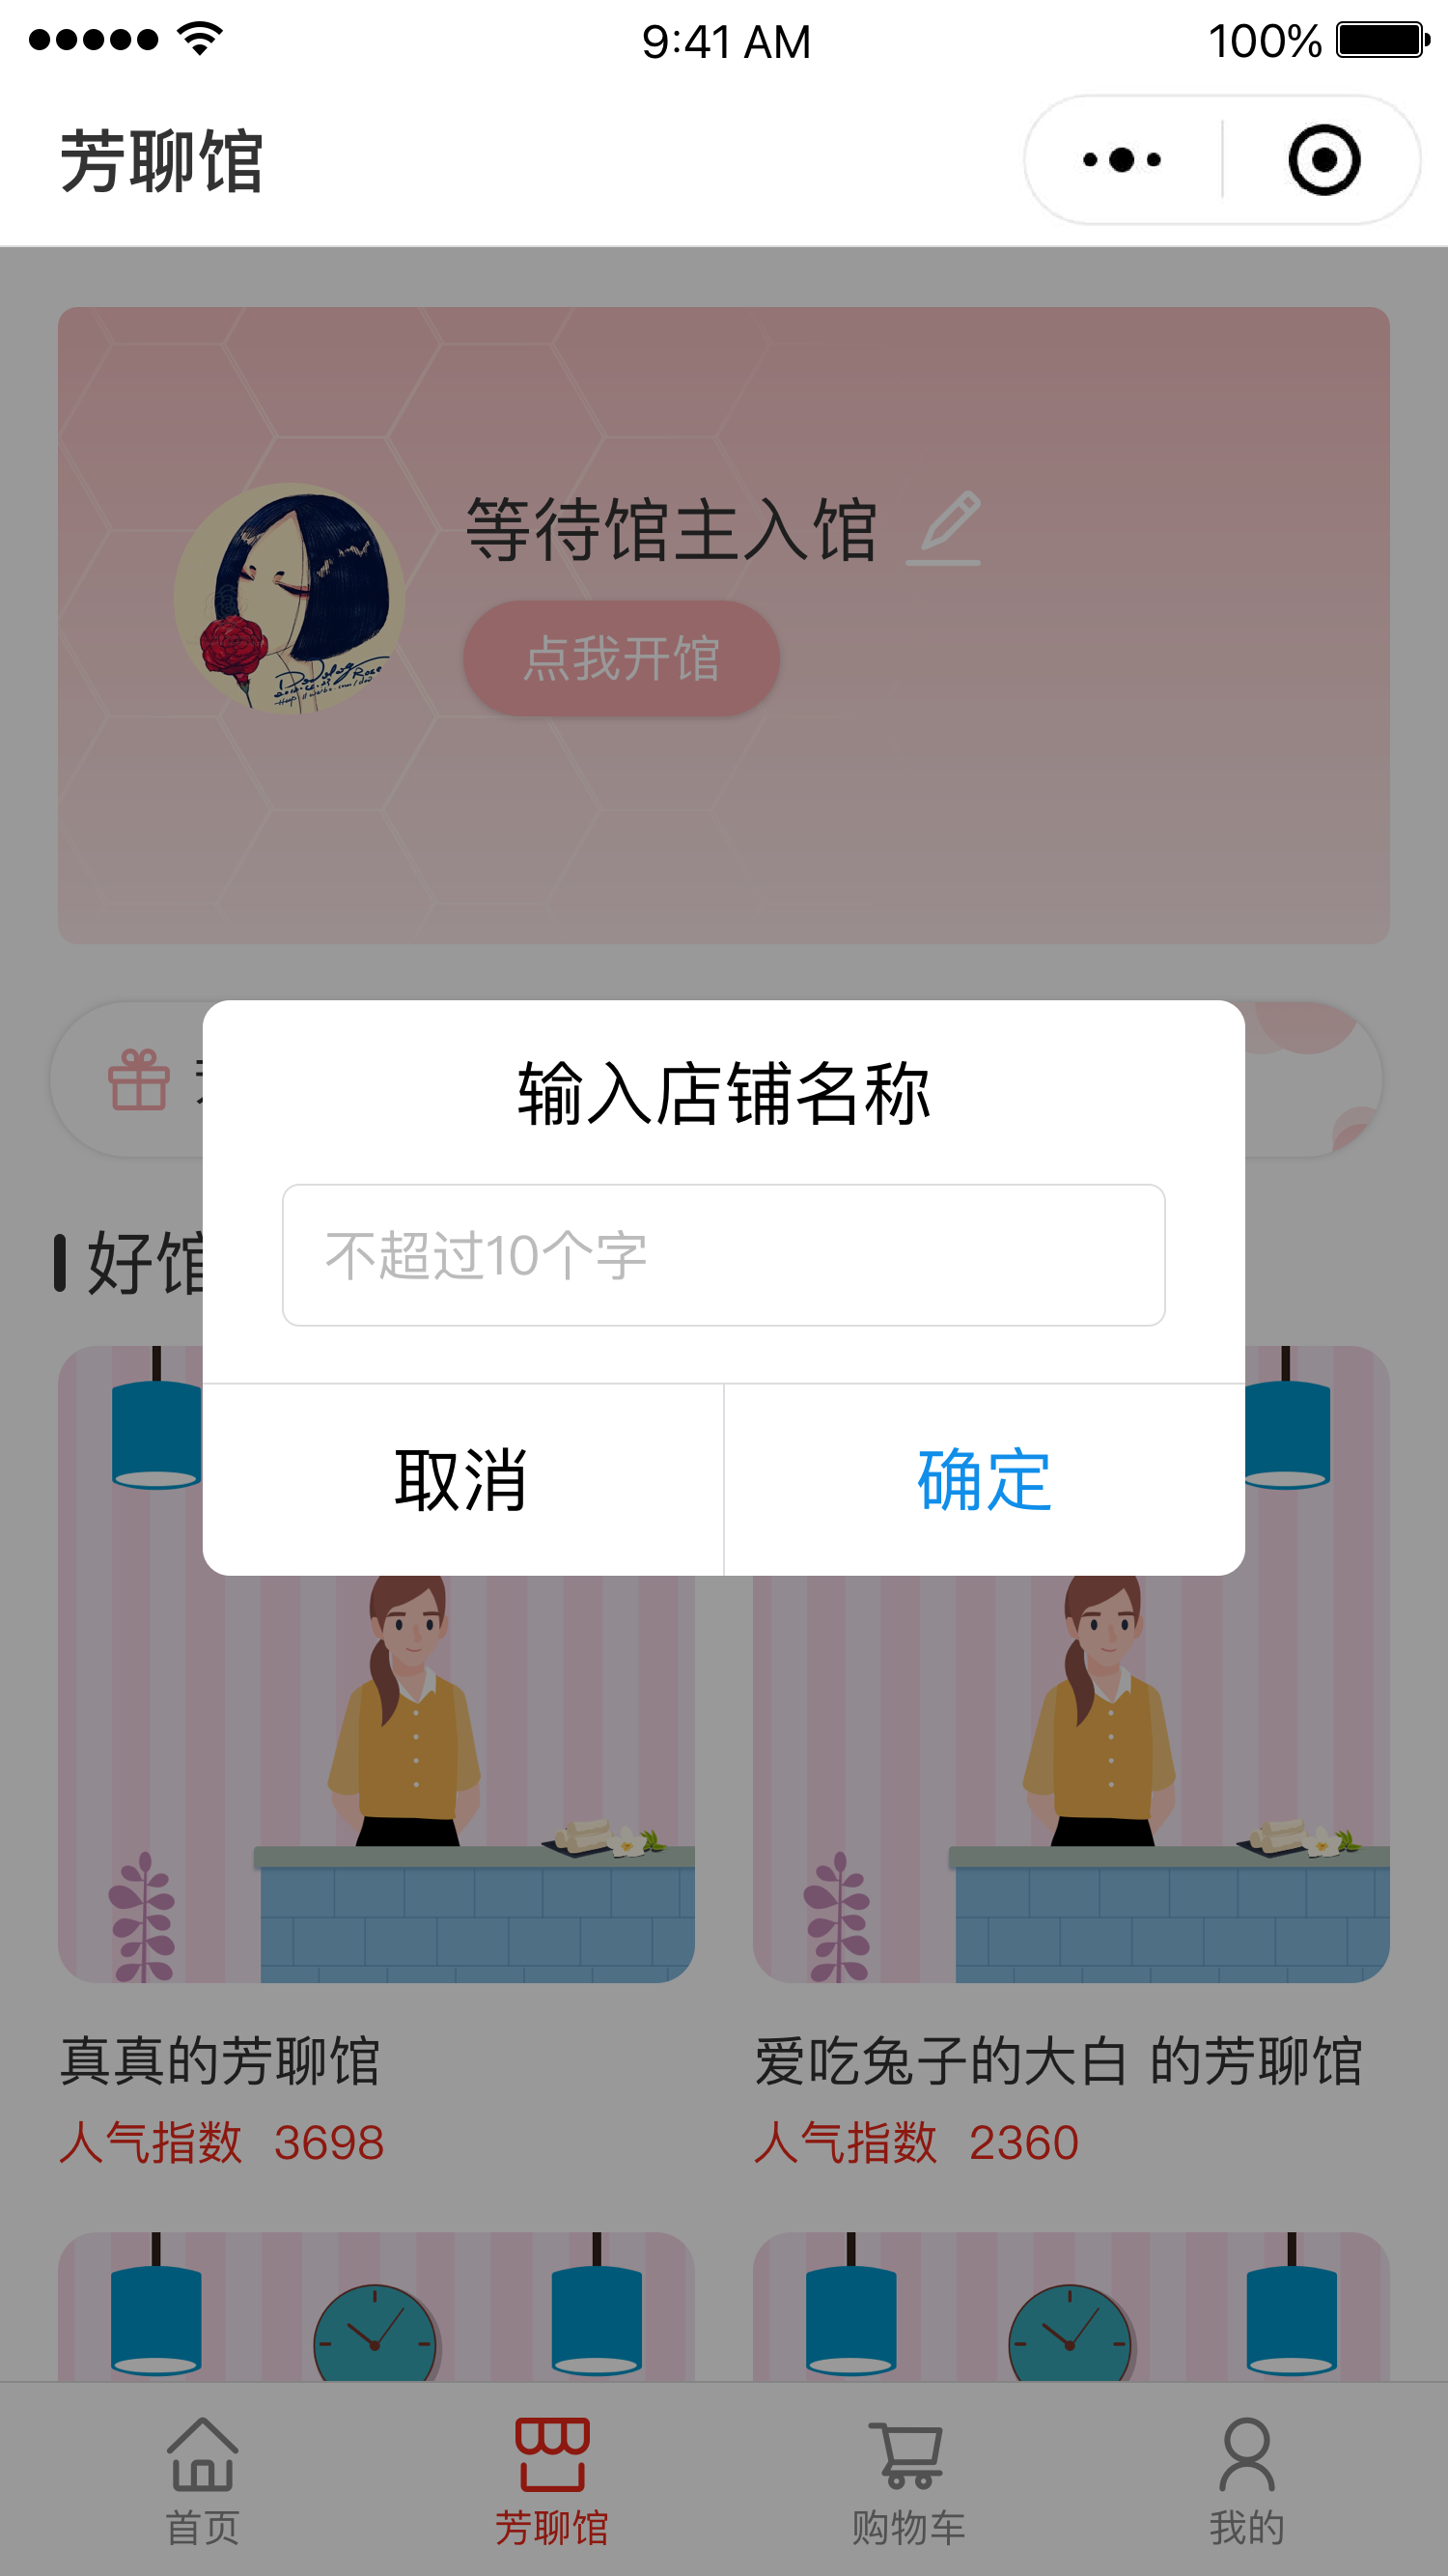 9:41 AM
100%
芳聊馆
等待馆主入馆
点我开馆
输入店铺名称
不超过10个字
好馆
取消
确定
真真的芳聊馆
爱吃兔子的大白 的芳聊馆
人气指数 3698
人气指数 2360
首页
芳聊馆
购物车
我的